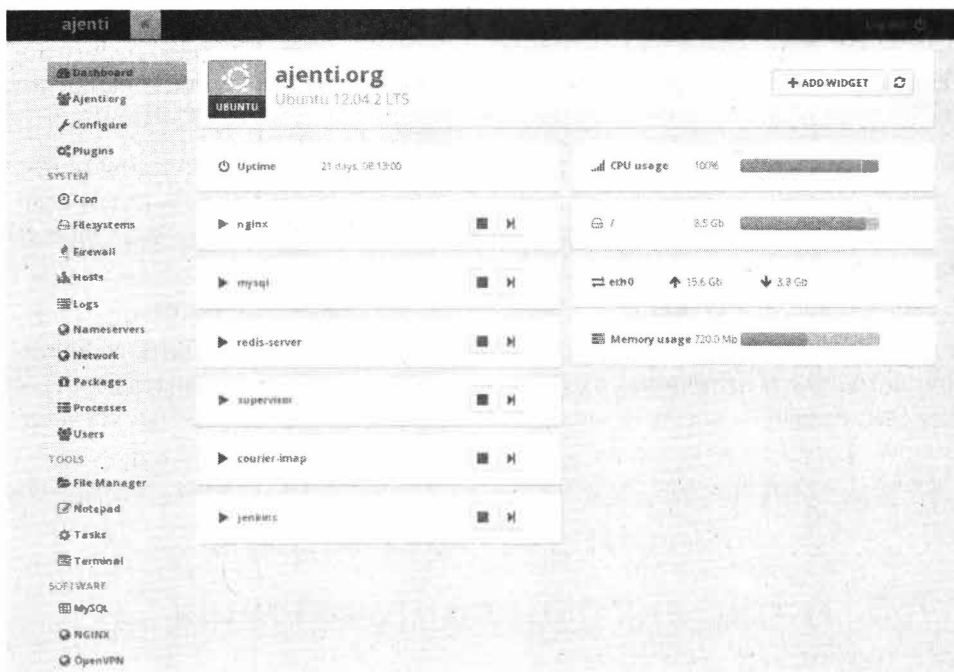 ajenti
Dashboard
Ajenti.org
Configure
Plugins
SYSTEM
Cron
Filesystems
Firewall
Hosts
Logs
Nameservers
Network
Packages
Processes
Users
TOOLS
File Manager
Notepad
Tasks
Terminal
SOFTWARE
MySQL
NGINX
OpenVPN
UBUNTU
ajenti.org
Ubuntu 12.04.2 LTS
+ ADD WIDGET
Uptime 21 days, 08:13:00
nginx
mysql
redis-server
supervisor
courier-imap
jenkins
CPU usage 100%
/ 8.5 Gb
eth0 15.6 Gb 3.8 Gb
Memory usage 720.0 Mb